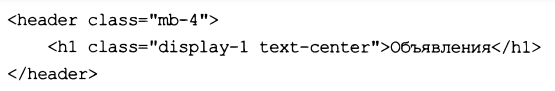 <header class="mb-4">
    <h1 class="display-1 text-center">Объявления</h1>
</header>